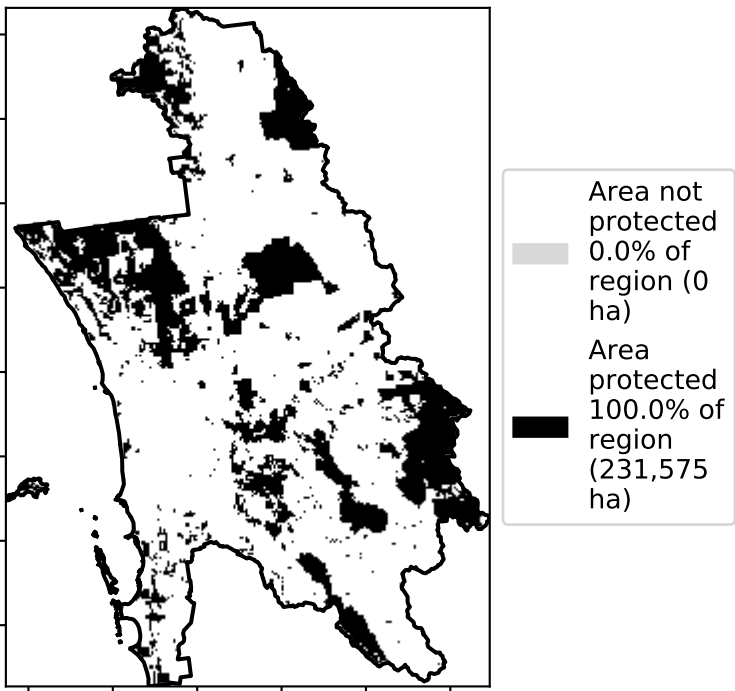 Area not
protected
0.0% of
region (0
ha)
Area
protected
100.0% of
region
(231,575
ha)